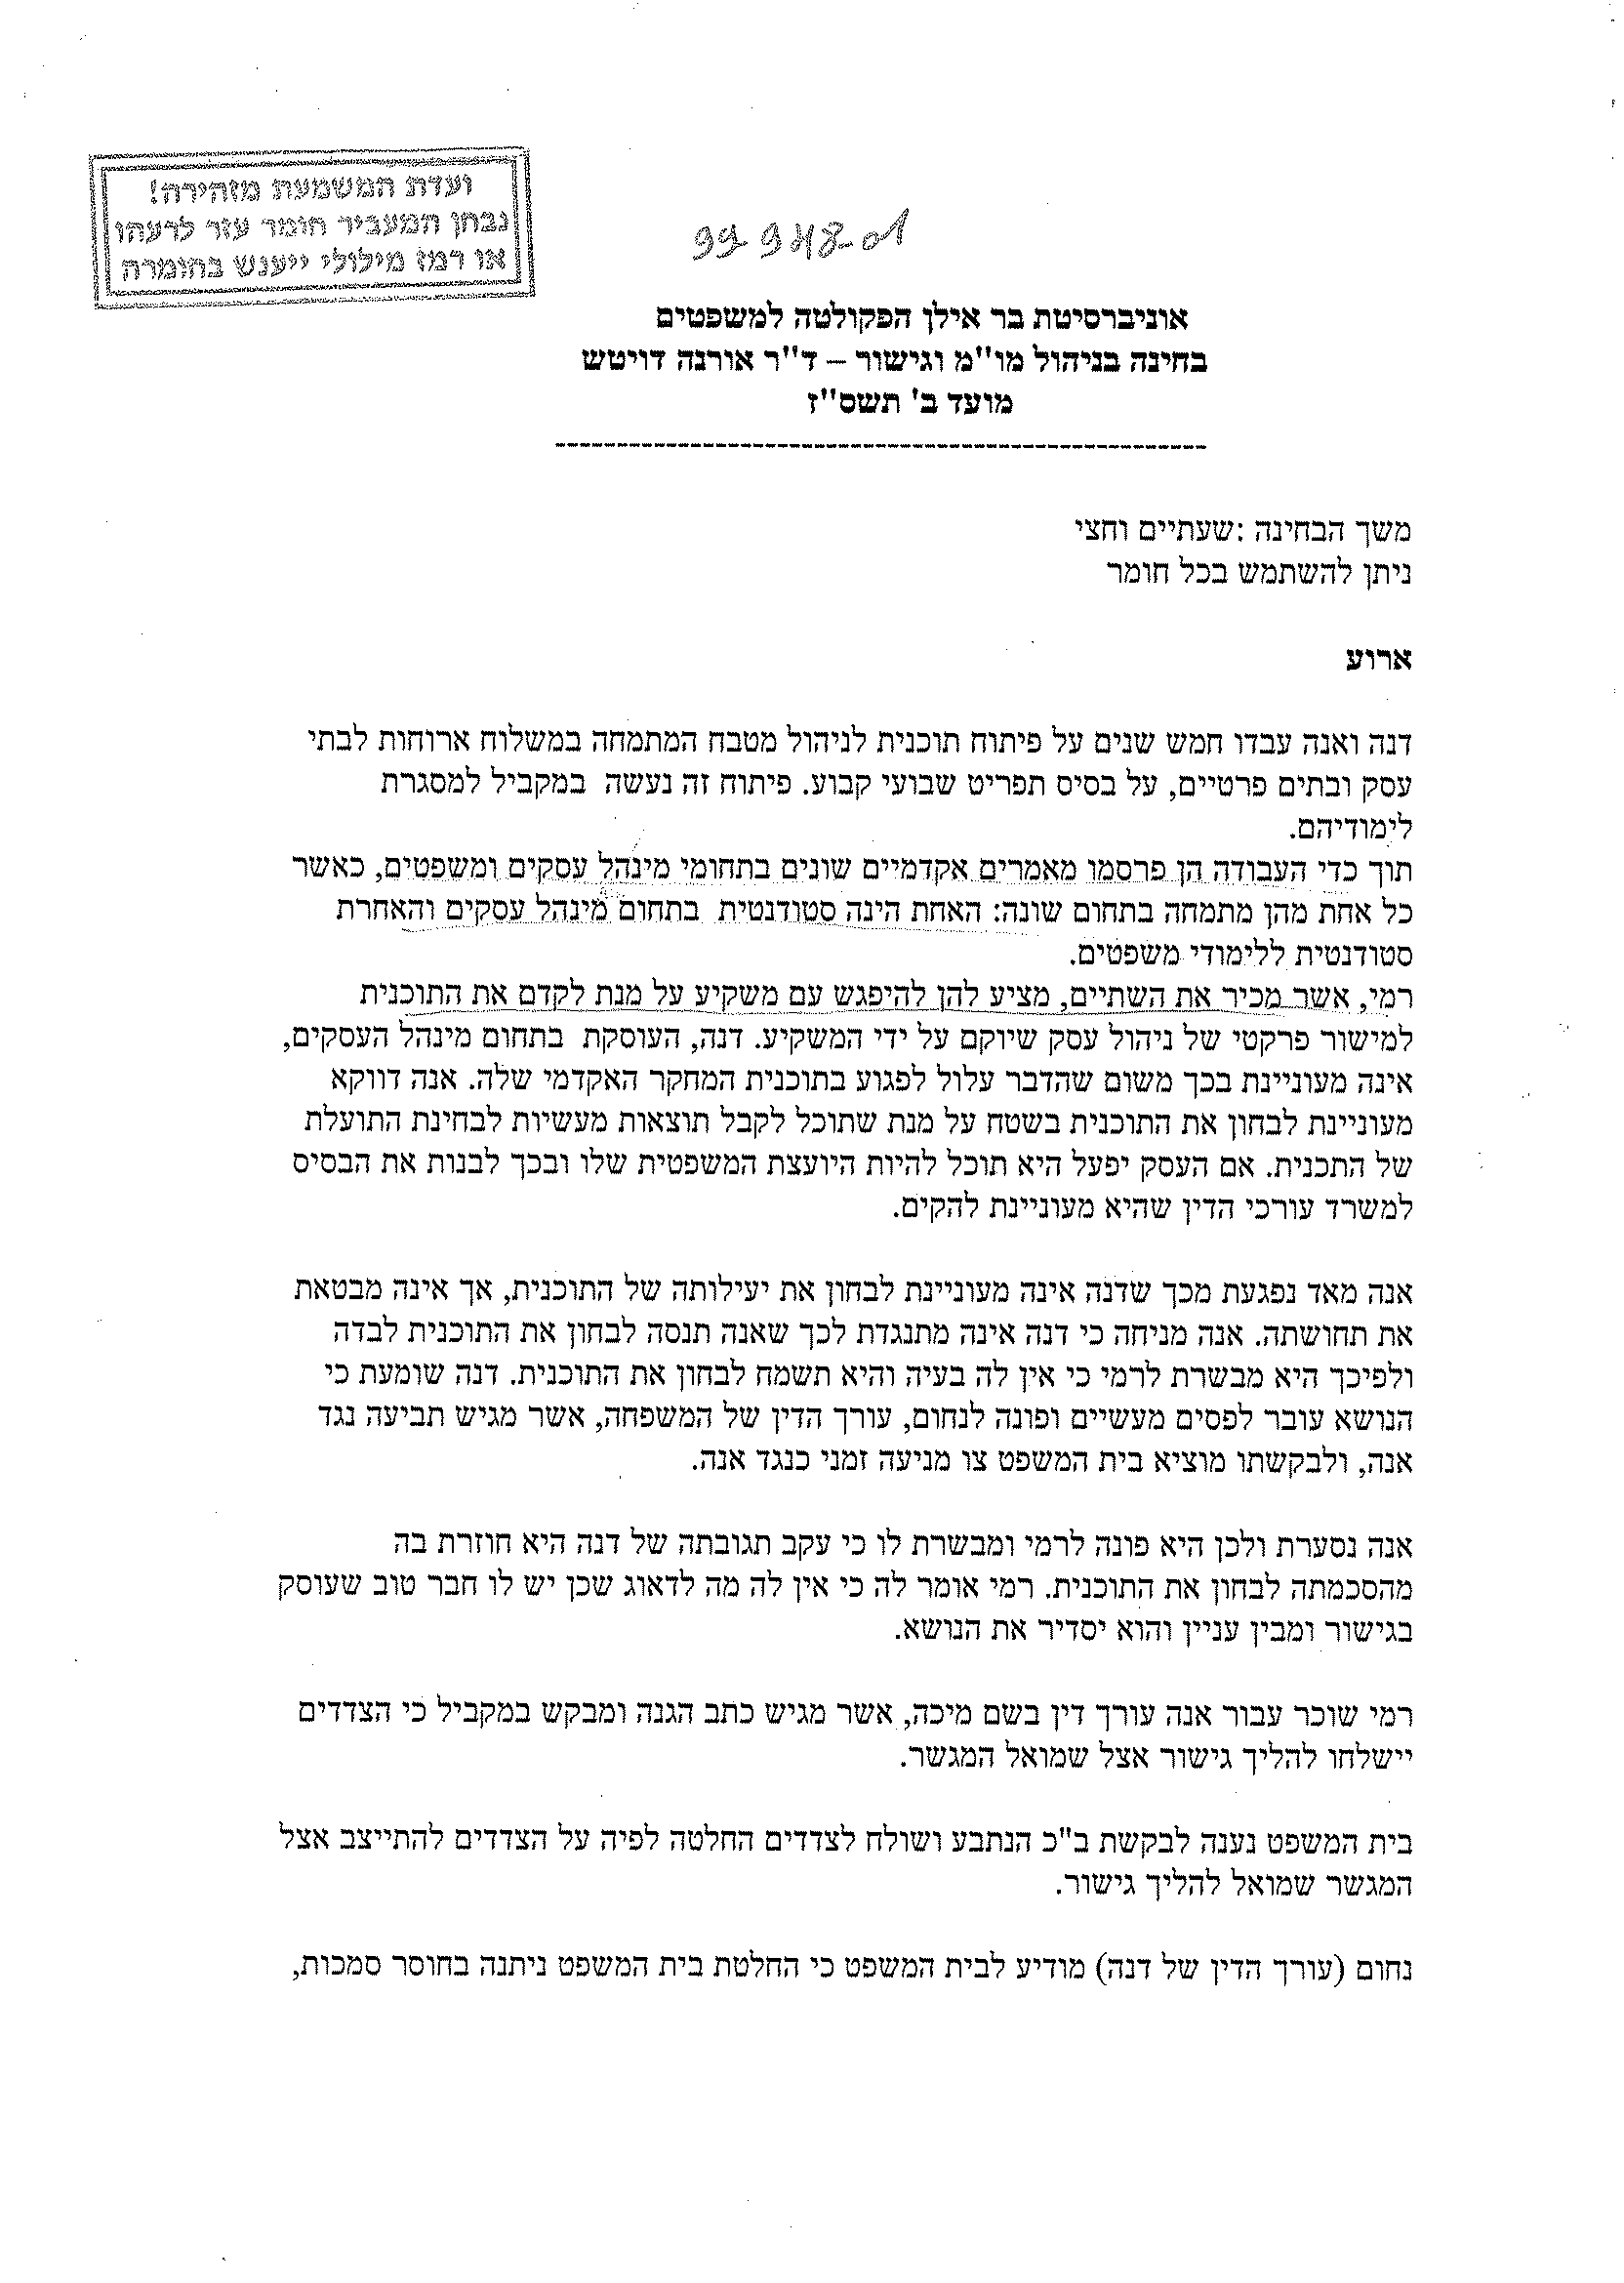 ועדת המשמעת מזהירה!
נבחן המעביר חומר עזר לרעהו
או רמז מילולי ייענש בחומרה
99-948-01
אוניברסיטת בר אילן הפקולטה למשפטים
בחינה בניהול מו"מ וגישור – ד"ר אורנה דויטש
מועד ב' תשס"ז
משך הבחינה :שעתיים וחצי
ניתן להשתמש בכל חומר
ארוע
דנה ואנה עבדו חמש שנים על פיתוח תוכנית לניהול מטבח המתמחה במשלוח ארוחות לבתי
עסק ובתים פרטיים, על בסיס תפריט שבועי קבוע. פיתוח זה נעשה במקביל למסגרת
לימודיהם.
תוך כדי העבודה הן פרסמו מאמרים אקדמיים שונים בתחומי מינהל עסקים ומשפטים, כאשר
כל אחת מהן מתמחה בתחום שונה: האחת הינה סטודנטית בתחום מינהל עסקים והאחרת
סטודנטית ללימודי משפטים.
רמי, אשר מכיר את השתיים, מציע להן להיפגש עם משקיע על מנת לקדם את התוכנית
למישור פרקטי של ניהול עסק שיוקם על ידי המשקיע. דנה, העוסקת בתחום מינהל העסקים,
אינה מעוניינת בכך משום שהדבר עלול לפגוע בתוכנית המחקר האקדמי שלה. אנה דווקא
מעוניינת לבחון את התוכנית בשטח על מנת שתוכל לקבל תוצאות מעשיות לבחינת התועלת
של התכנית. אם העסק יפעל היא תוכל להיות היועצת המשפטית שלו ובכך לבנות את הבסיס
למשרד עורכי הדין שהיא מעוניינת להקים.
אנה מאד נפגעת מכך שדנה אינה מעוניינת לבחון את יעילותה של התוכנית, אך אינה מבטאת
את תחושתה. אנה מניחה כי דנה אינה מתנגדת לכך שאנה תנסה לבחון את התוכנית לבדה
ולפיכך היא מבשרת לרמי כי אין לה בעיה והיא תשמח לבחון את התוכנית. דנה שומעת כי
הנושא עובר לפסים מעשיים ופונה לנחום, עורך הדין של המשפחה, אשר מגיש תביעה נגד
אנה, ולבקשתו מוציא בית המשפט צו מניעה זמני כנגד אנה.
אנה נסערת ולכן היא פונה לרמי ומבשרת לו כי עקב תגובתה של דנה היא חוזרת בה
מהסכמתה לבחון את התוכנית. רמי אומר לה כי אין לה מה לדאוג שכן יש לו חבר טוב שעוסק
בגישור ומבין עניין והוא יסדיר את הנושא.
רמי שוכר עבור אנה עורך דין בשם מיכה, אשר מגיש כתב הגנה ומבקש במקביל כי הצדדים
יישלחו להליך גישור אצל שמואל המגשר.
בית המשפט נענה לבקשת ב"כ הנתבע ושולח לצדדים החלטה לפיה על הצדדים להתייצב אצל
המגשר שמואל להליך גישור.
נחום (עורך הדין של דנה) מודיע לבית המשפט כי החלטת בית המשפט ניתנה בחוסר סמכות,